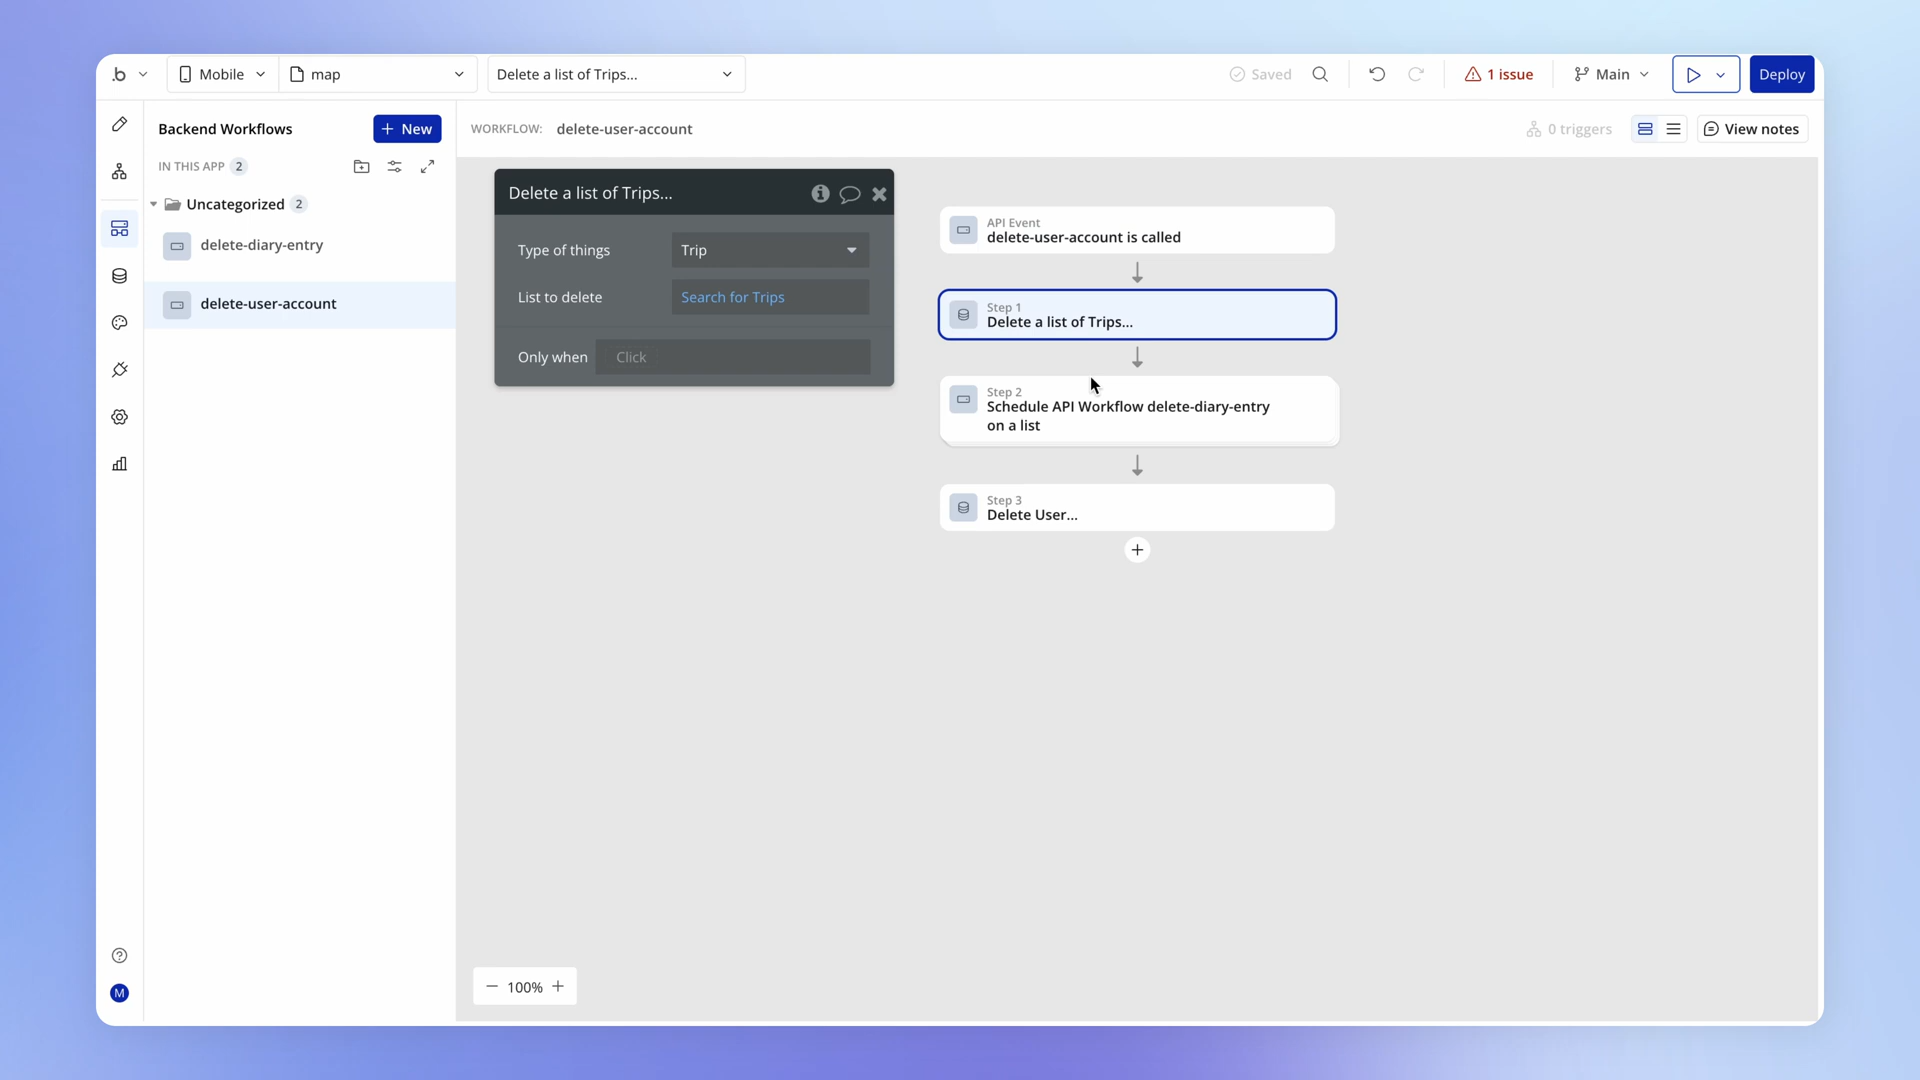 .b
Mobile
map
Delete a list of Trips...
Saved
1 issue
Main
Deploy
Backend Workflows
+ New
WORKFLOW: delete-user-account
0 triggers
View notes
IN THIS APP 2
Uncategorized 2
delete-diary-entry
delete-user-account
Delete a list of Trips...
Type of things
Trip
List to delete
Search for Trips
Only when
Click
API Event
delete-user-account is called
Step 1
Delete a list of Trips...
Step 2
Schedule API Workflow delete-diary-entry
on a list
Step 3
Delete User...
100%
M